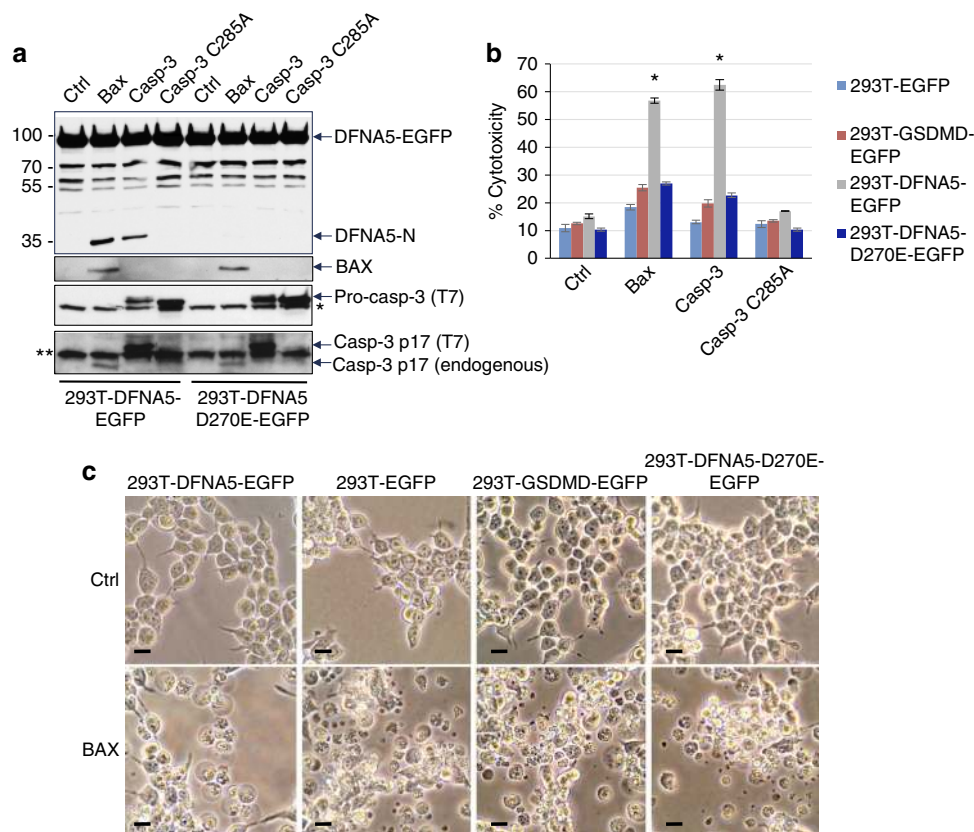 a
Ctrl
Bax
Casp-3
Casp-3 C285A
Ctrl
Bax
Casp-3
Casp-3 C285A
100
70
55
35
DFNA5-EGFP
DFNA5-N
BAX
Pro-casp-3 (T7)
*
**
Casp-3 p17 (T7)
Casp-3 p17 (endogenous)
293T-DFNA5-
EGFP
293T-DFNA5
D270E-EGFP
b
% Cytotoxicity
70
60
50
40
30
20
10
0
*
*
Ctrl
Bax
Casp-3
Casp-3 C285A
293T-EGFP
293T-GSDMD-
EGFP
293T-DFNA5-
EGFP
293T-DFNA5-
D270E-EGFP
c
293T-DFNA5-EGFP
293T-EGFP
293T-GSDMD-EGFP
293T-DFNA5-D270E-
EGFP
Ctrl
BAX